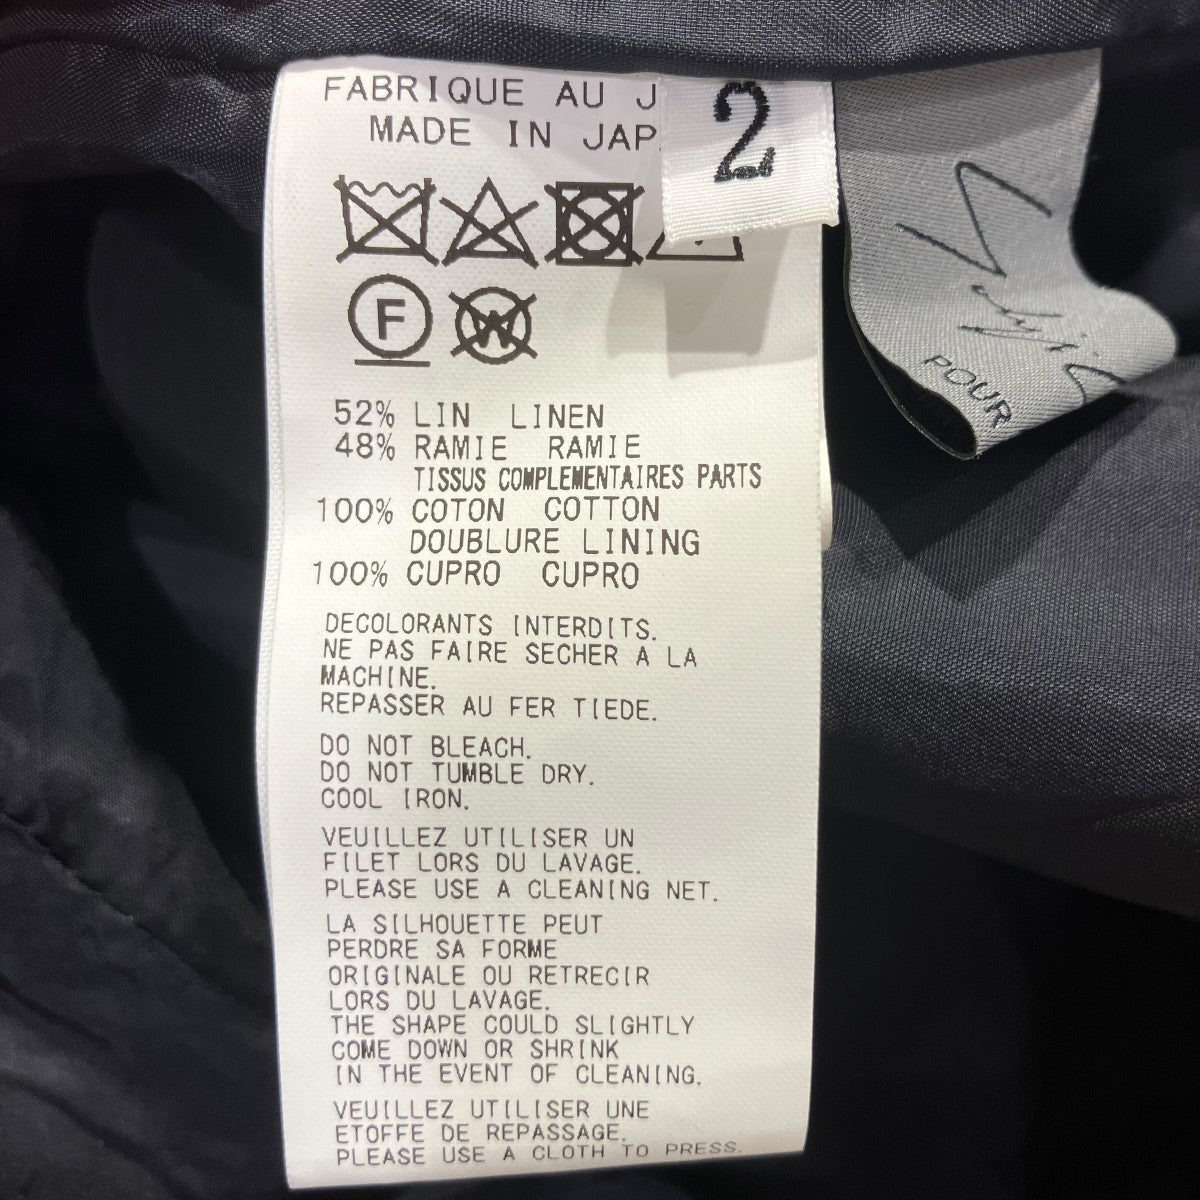 FABRIQUE AU J
MADE IN JAP
2
POUR
F
W
52% LIN LINEN
48% RAMIE RAMIE
TISSUS COMPLEMENTAIRES PARTS
100% COTON COTTON
DOUBLURE LINING
100% CUPRO CUPRO
DECOLORANTS INTERDITS.
NE PAS FAIRE SECHER A LA
MACHINE.
REPASSER AU FER TIEDE.
DO NOT BLEACH.
DO NOT TUMBLE DRY.
COOL IRON.
VEUILLEZ UTILISER UN
FILET LORS DU LAVAGE.
PLEASE USE A CLEANING NET.
LA SILHOUETTE PEUT
PERDRE SA FORME
ORIGINALE OU RETRECIR
LORS DU LAVAGE.
THE SHAPE COULD SLIGHTLY
COME DOWN OR SHRINK
IN THE EVENT OF CLEANING.
VEUILLEZ UTILISER UNE
ETOFFE DE REPASSAGE.
PLEASE USE A CLOTH TO PRESS.